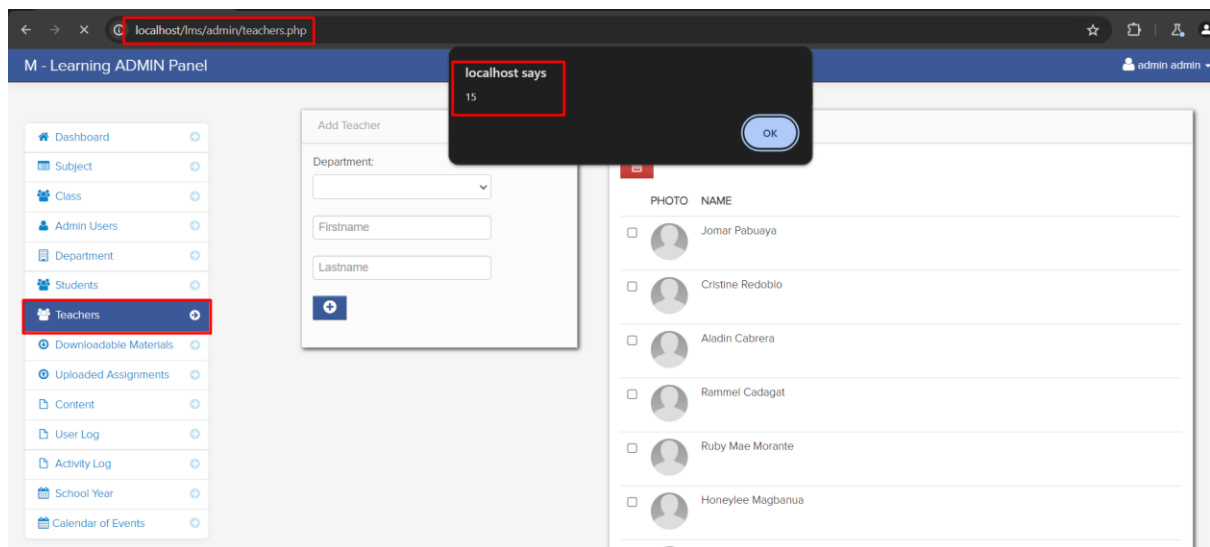 localhost/lms/admin/teachers.php
M - Learning ADMIN Panel
admin admin
localhost says
15
OK
Dashboard
Subject
Class
Admin Users
Department
Students
Teachers
Downloadable Materials
Uploaded Assignments
Content
User Log
Activity Log
School Year
Calendar of Events
Add Teacher
Department:
Firstname
Lastname
PHOTO NAME
Jomar Pabuaya
Cristine Redoblo
Aladin Cabrera
Rammel Cadagat
Ruby Mae Morante
Honeylee Magbanua